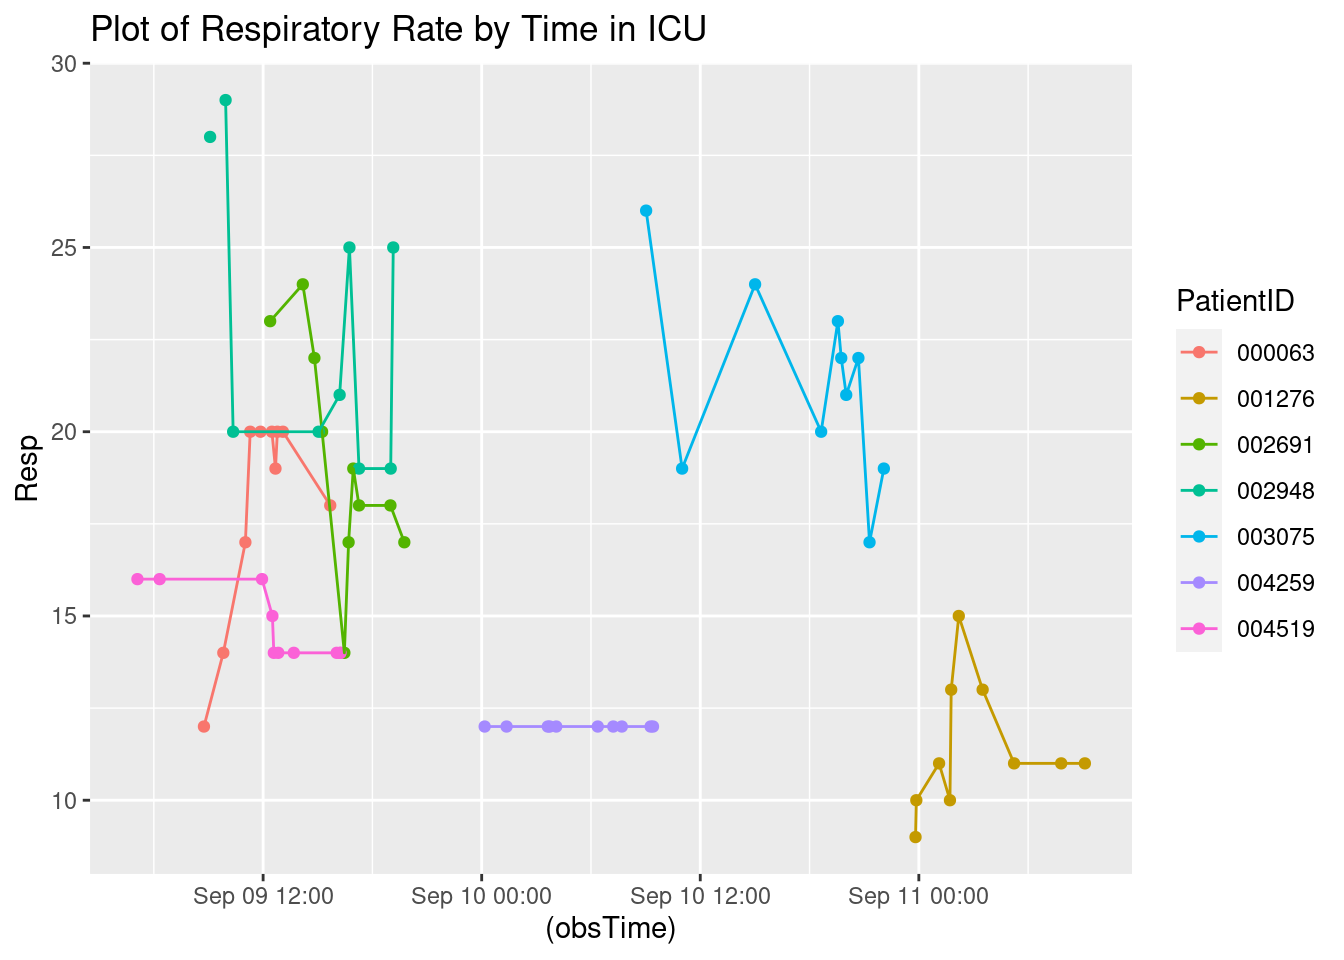 Plot of Respiratory Rate by Time in ICU
30
25
20
15
10
Resp
Sep 09 12:00
Sep 10 00:00
Sep 10 12:00
Sep 11 00:00
(obsTime)
PatientID
000063
001276
002691
002948
003075
004259
004519